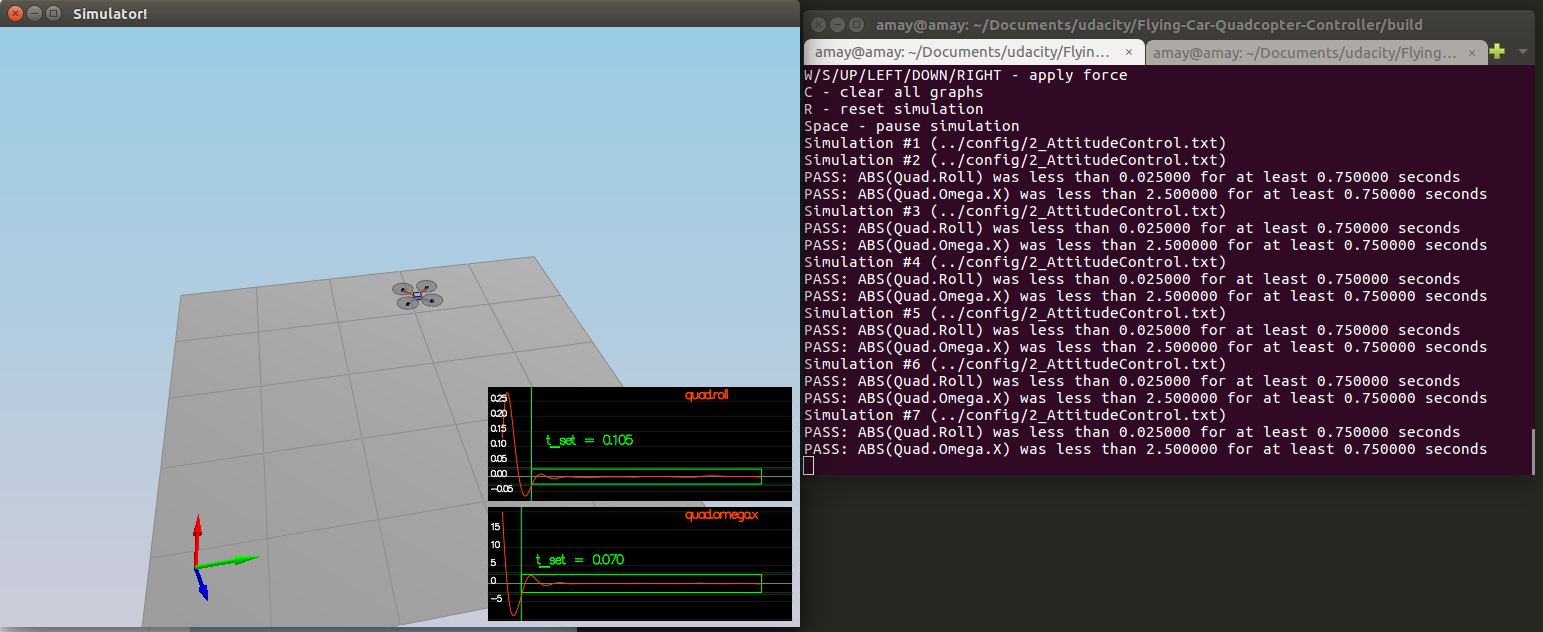 Simulator!
quad.roll
0.25
0.20
0.15
0.10
0.05
0.00
-0.05
t_set = 0.105
quad.omega.x
15
10
5
0
-5
t_set = 0.070
amay@amay: ~/Documents/udacity/Flying-Car-Quadcopter-Controller/build
amay@amay: ~/Documents/udacity/Flyin... × amay@amay: ~/Documents/udacity/Flying... ×
W/S/UP/LEFT/DOWN/RIGHT - apply force
C - clear all graphs
R - reset simulation
Space - pause simulation
Simulation #1 (../config/2_AttitudeControl.txt)
Simulation #2 (../config/2_AttitudeControl.txt)
PASS: ABS(Quad.Roll) was less than 0.025000 for at least 0.750000 seconds
PASS: ABS(Quad.Omega.X) was less than 2.500000 for at least 0.750000 seconds
Simulation #3 (../config/2_AttitudeControl.txt)
PASS: ABS(Quad.Roll) was less than 0.025000 for at least 0.750000 seconds
PASS: ABS(Quad.Omega.X) was less than 2.500000 for at least 0.750000 seconds
Simulation #4 (../config/2_AttitudeControl.txt)
PASS: ABS(Quad.Roll) was less than 0.025000 for at least 0.750000 seconds
PASS: ABS(Quad.Omega.X) was less than 2.500000 for at least 0.750000 seconds
Simulation #5 (../config/2_AttitudeControl.txt)
PASS: ABS(Quad.Roll) was less than 0.025000 for at least 0.750000 seconds
PASS: ABS(Quad.Omega.X) was less than 2.500000 for at least 0.750000 seconds
Simulation #6 (../config/2_AttitudeControl.txt)
PASS: ABS(Quad.Roll) was less than 0.025000 for at least 0.750000 seconds
PASS: ABS(Quad.Omega.X) was less than 2.500000 for at least 0.750000 seconds
Simulation #7 (../config/2_AttitudeControl.txt)
PASS: ABS(Quad.Roll) was less than 0.025000 for at least 0.750000 seconds
PASS: ABS(Quad.Omega.X) was less than 2.500000 for at least 0.750000 seconds